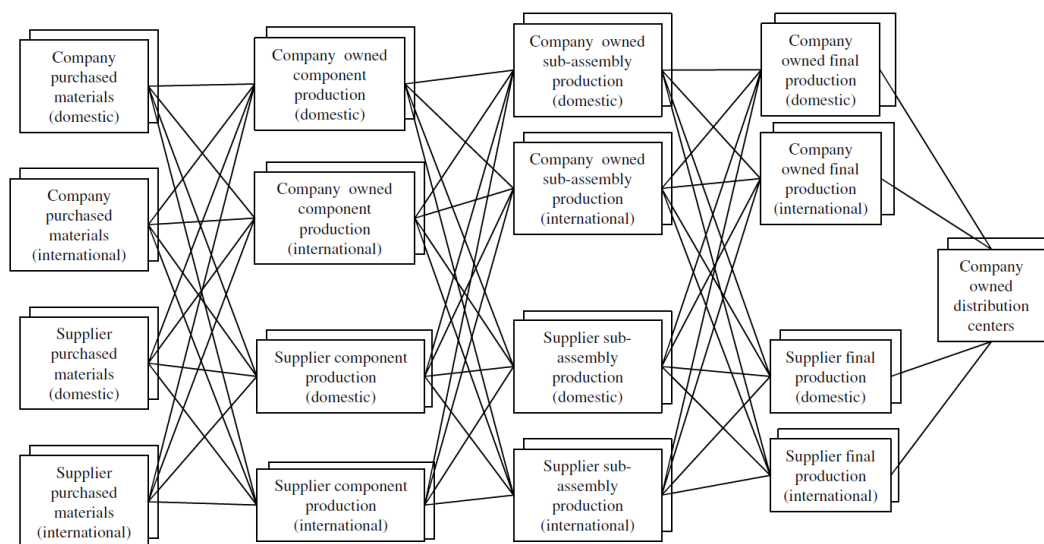 Company
purchased
materials
(domestic)
Company
purchased
materials
(international)
Supplier
purchased
materials
(domestic)
Supplier
purchased
materials
(international)
Company owned
component
production
(domestic)
Company owned
component
production
(international)
Supplier component
production
(domestic)
Supplier component
production
(international)
Company owned
sub-assembly
production
(domestic)
Company owned
sub-assembly
production
(international)
Supplier sub-
assembly
production
(domestic)
Supplier sub-
assembly
production
(international)
Company
owned final
production
(domestic)
Company
owned final
production
(international)
Supplier final
production
(domestic)
Supplier final
production
(international)
Company
owned
distribution
centers